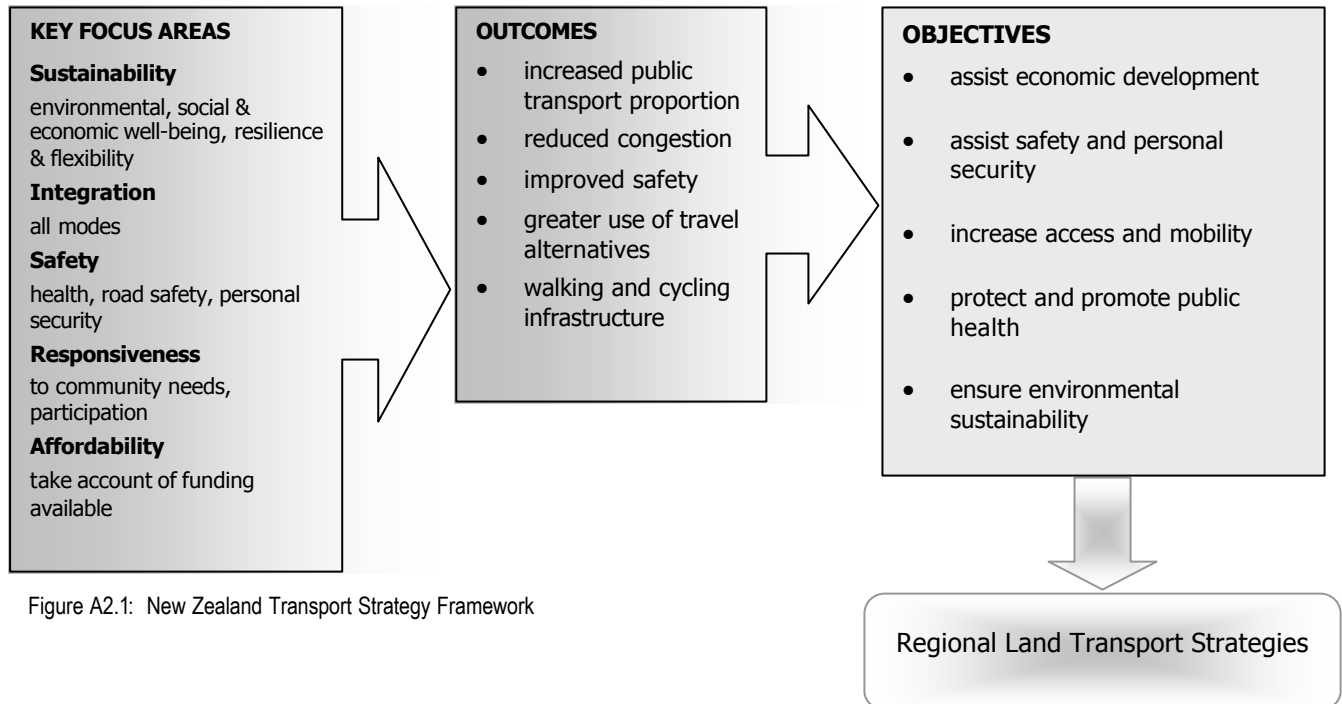 KEY FOCUS AREAS
Sustainability
environmental, social &
economic well-being, resilience
& flexibility
Integration
all modes
Safety
health, road safety, personal
security
Responsiveness
to community needs,
participation
Affordability
take account of funding
available
OUTCOMES
• increased public
transport proportion
• reduced congestion
• improved safety
• greater use of travel
alternatives
• walking and cycling
infrastructure
OBJECTIVES
• assist economic development
• assist safety and personal
security
• increase access and mobility
• protect and promote public
health
• ensure environmental
sustainability
Figure A2.1: New Zealand Transport Strategy Framework
Regional Land Transport Strategies